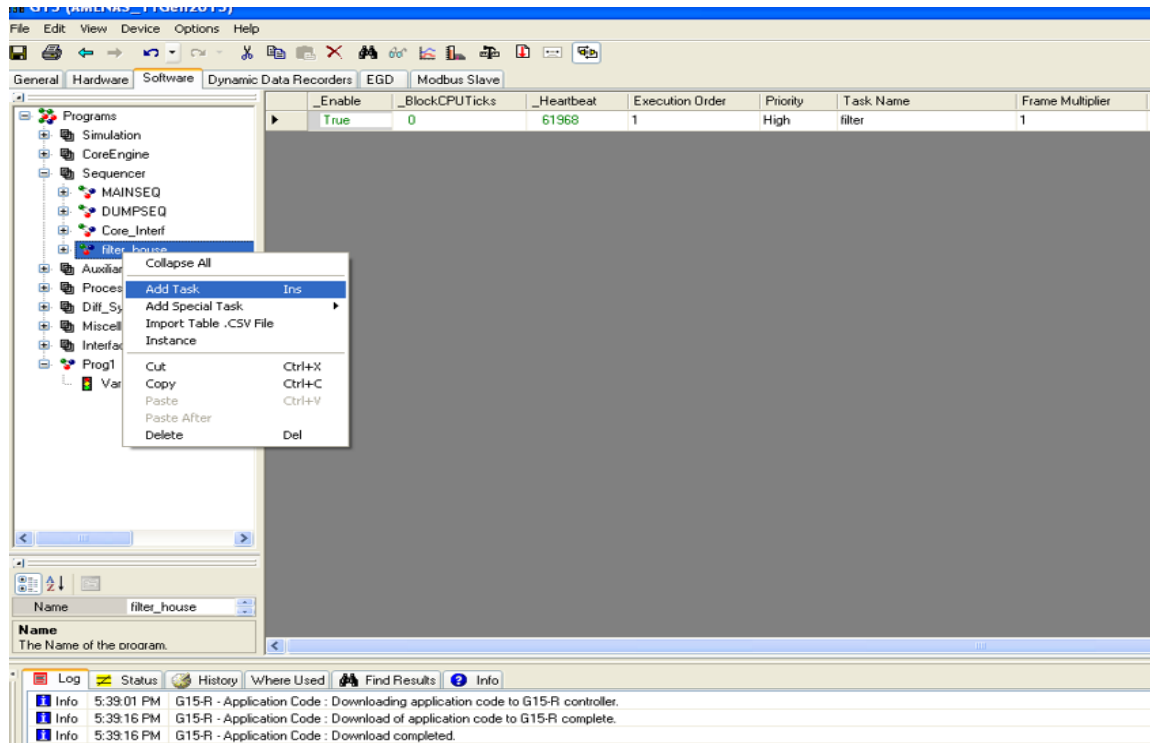 File Edit View Device Options Help
General Hardware Software Dynamic Data Recorders EGD Modbus Slave
_Enable _BlockCPUTicks _Heartbeat Execution Order Priority Task Name Frame Multiplier
True 0 61968 1 High filter 1
Programs
Simulation
CoreEngine
Sequencer
MAINSEQ
DUMPSEQ
Core_Interf
filter_house
Collapse All
Add Task Ins
Add Special Task
Import Table .CSV File
Instance
Cut Ctrl+X
Copy Ctrl+C
Paste Ctrl+V
Paste After
Delete Del
Auxiliar
Proces
Diff_Sy
Miscell
Interfac
Prog1
Var
Name filter_house
Name
The Name of the program.
Log Status History Where Used Find Results Info
Info 5:39:01 PM G15-R - Application Code : Downloading application code to G15-R controller.
Info 5:39:16 PM G15-R - Application Code : Download of application code to G15-R complete.
Info 5:39:16 PM G15-R - Application Code : Download completed.